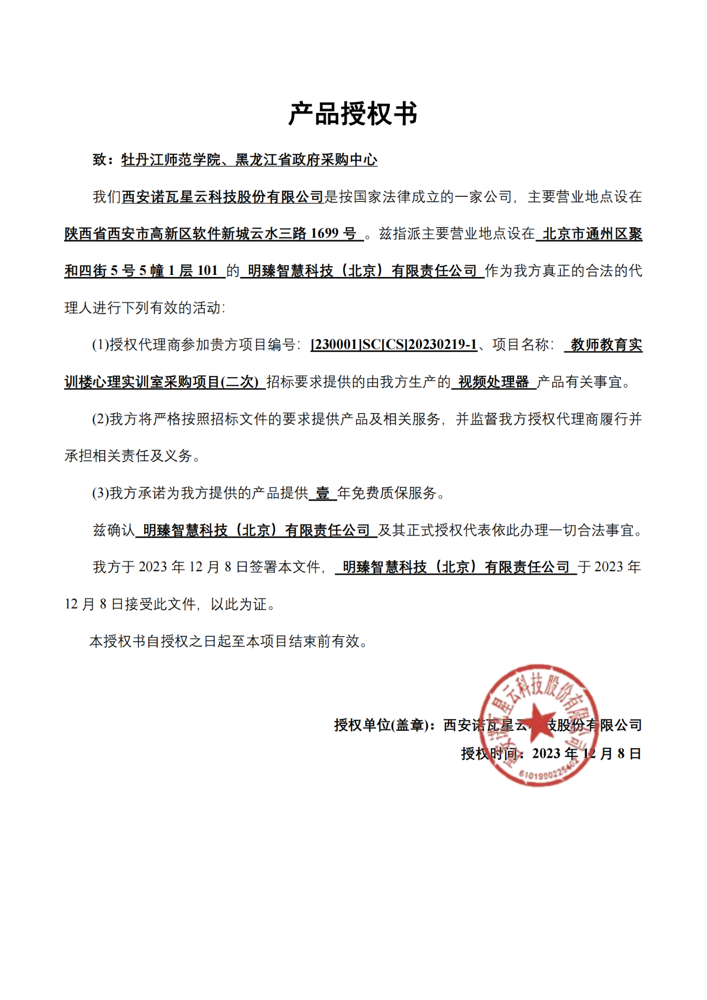 产品授权书
致：牡丹江师范学院、黑龙江省政府采购中心
我们西安诺瓦星云科技股份有限公司是按国家法律成立的一家公司，主要营业地点设在
陕西省西安市高新区软件新城云水三路 1699 号 。兹指派主要营业地点设在 北京市通州区聚
和四街 5 号 5 幢 1 层 101 的 明臻智慧科技（北京）有限责任公司 作为我方真正的合法的代
理人进行下列有效的活动：
(1)授权代理商参加贵方项目编号：[230001]SC[CS]20230219-1、项目名称： 教师教育实
训楼心理实训室采购项目(二次) 招标要求提供的由我方生产的 视频处理器 产品有关事宜。
(2)我方将严格按照招标文件的要求提供产品及相关服务，并监督我方授权代理商履行并
承担相关责任及义务。
(3)我方承诺为我方提供的产品提供 壹 年免费质保服务。
兹确认 明臻智慧科技（北京）有限责任公司 及其正式授权代表依此办理一切合法事宜。
我方于 2023 年 12 月 8 日签署本文件， 明臻智慧科技（北京）有限责任公司 于 2023 年
12 月 8 日接受此文件，以此为证。
本授权书自授权之日起至本项目结束前有效。
授权单位(盖章)：西安诺瓦星云科技股份有限公司
授权时间：2023 年 12 月 8 日
西安诺瓦星云科技股份有限公司
6101990225402